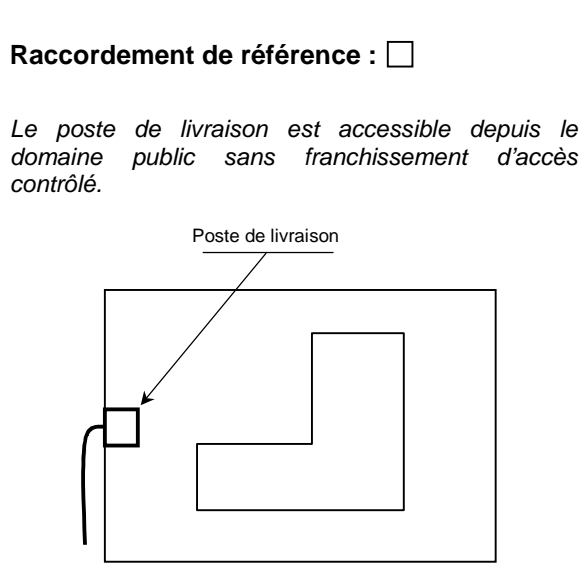 Raccordement de référence :
Le poste de livraison est accessible depuis le
domaine public sans franchissement d’accès
contrôlé.
Poste de livraison